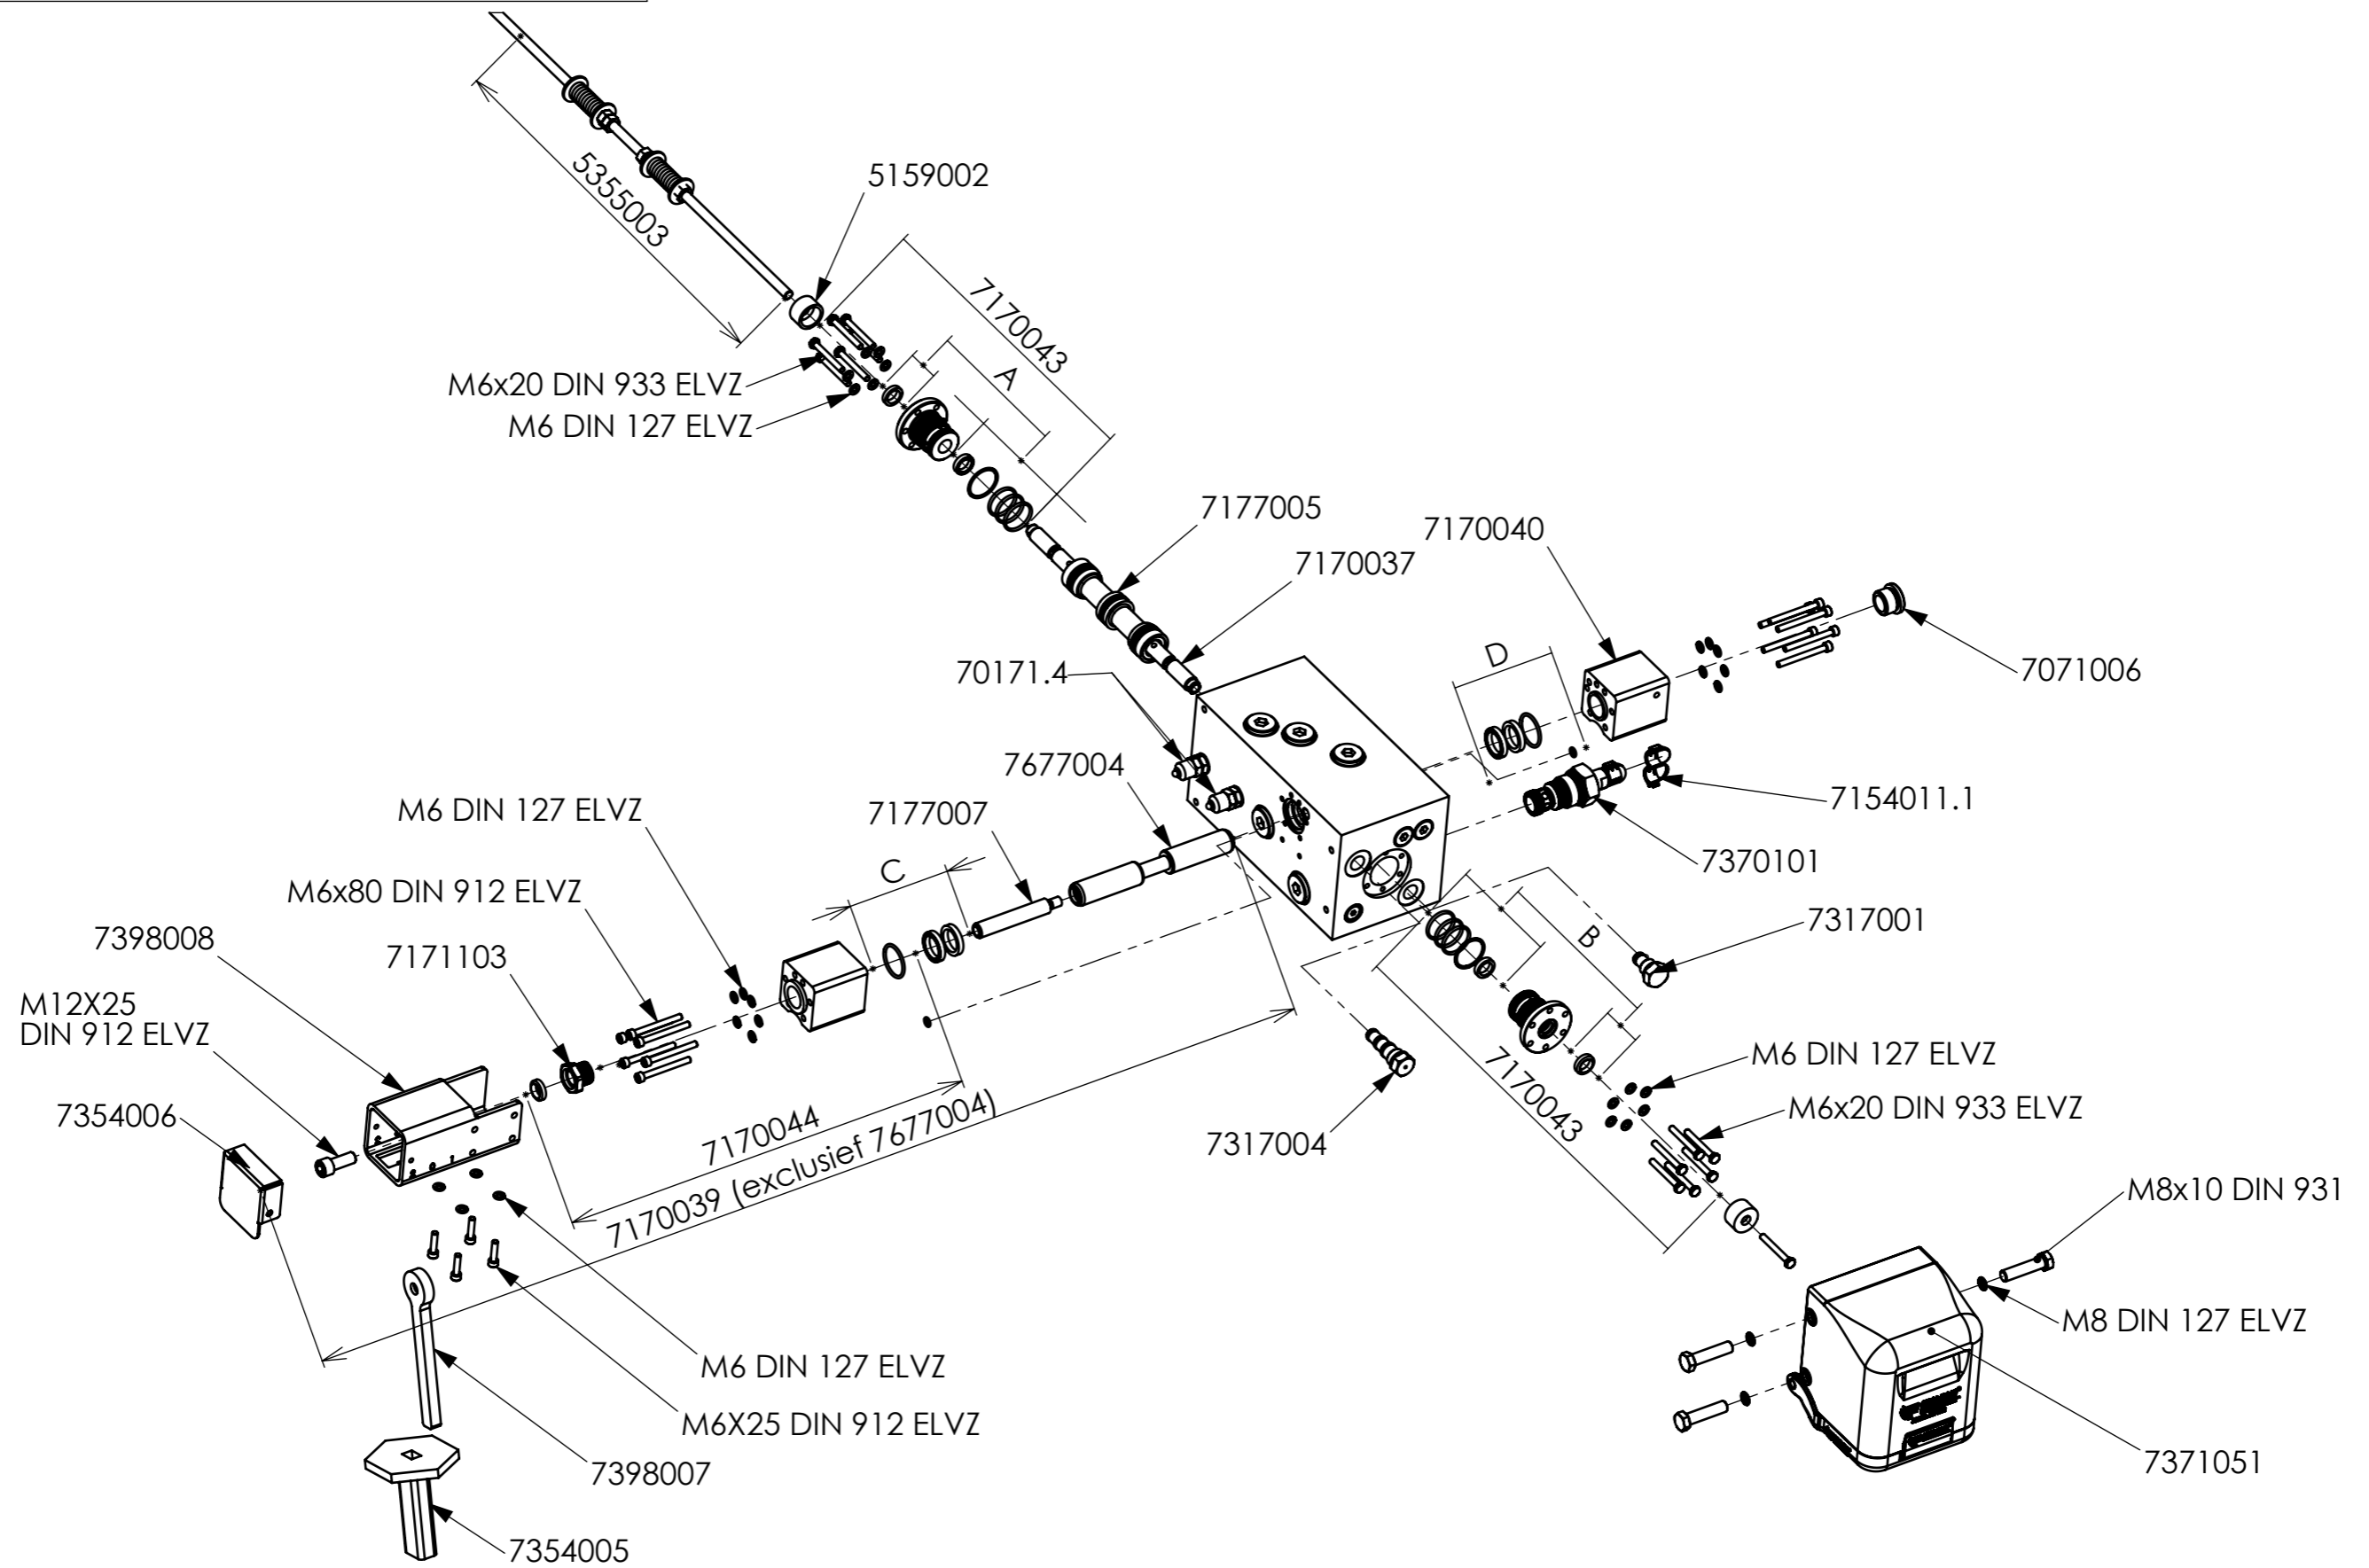 5355003
5159002
7170043
A
M6x20 DIN 933 ELVZ
M6 DIN 127 ELVZ
7177005
7170037
7170040
D
7071006
70171.4
7677004
7154011.1
7177007
7370101
M6 DIN 127 ELVZ
C
M6x80 DIN 912 ELVZ
7398008
7171103
7317001
B
M12X25
DIN 912 ELVZ
7354006
2 0 1
7170044
7170039 (exclusief 7677004)
7317004
7170043
M6 DIN 127 ELVZ
M6x20 DIN 933 ELVZ
M8x10 DIN 931
M8 DIN 127 ELVZ
M6 DIN 127 ELVZ
M6X25 DIN 912 ELVZ
7398007
7371051
7354005